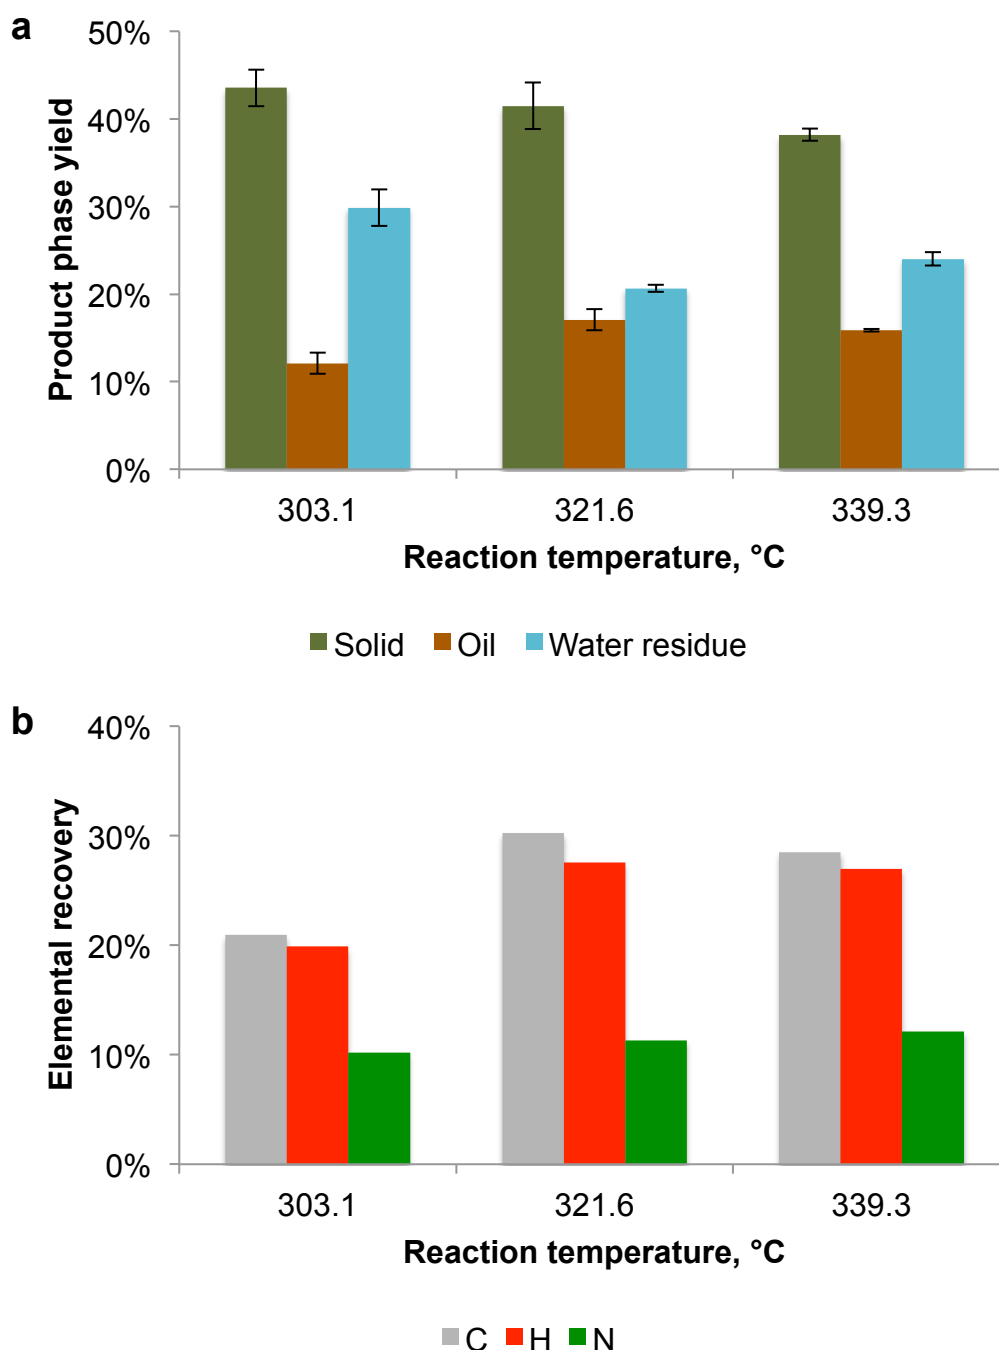 a
Product phase yield
50%
40%
30%
20%
10%
0%
303.1 321.6 339.3
Reaction temperature, °C
Solid Oil Water residue
b
Elemental recovery
40%
30%
20%
10%
0%
303.1 321.6 339.3
Reaction temperature, °C
C H N